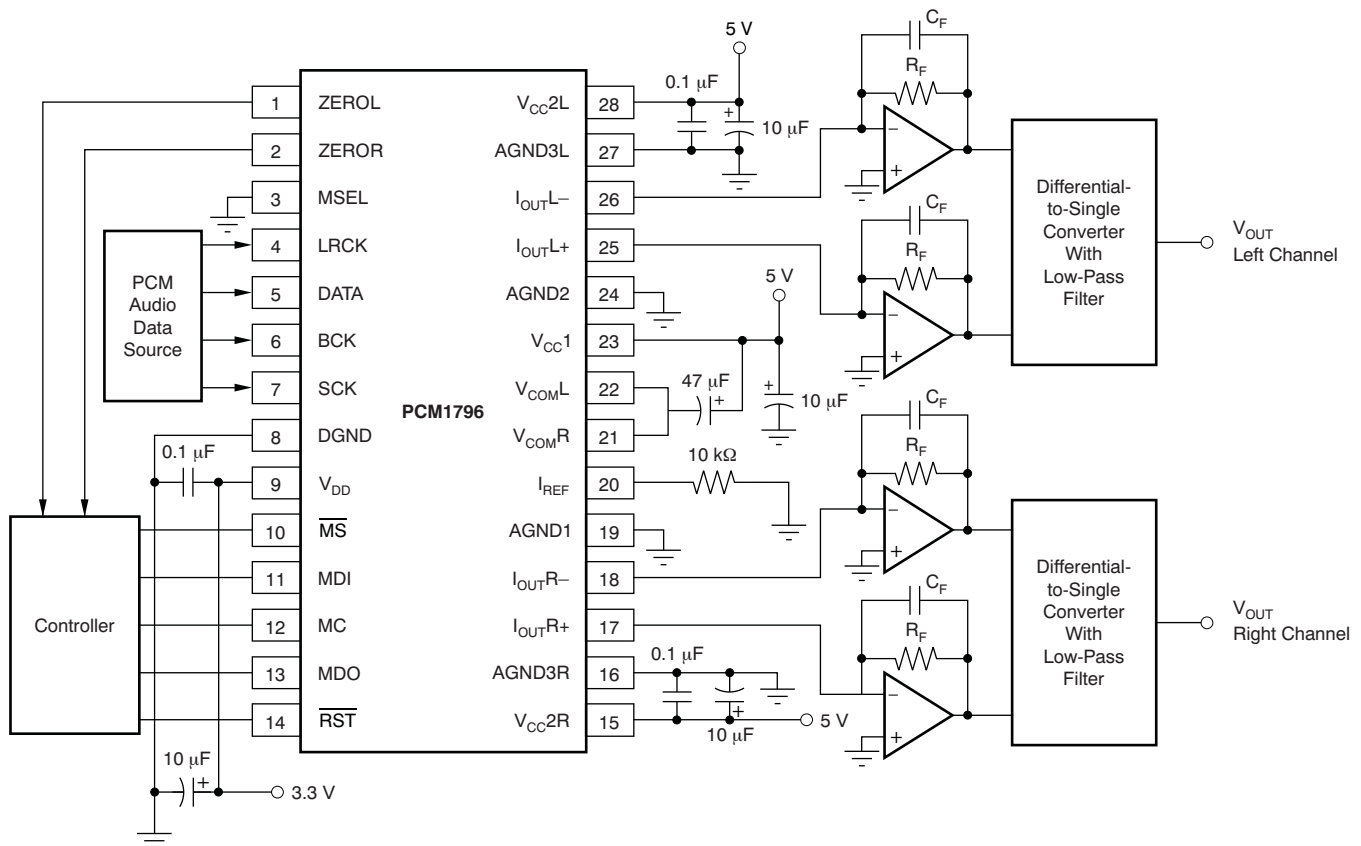 5 V
0.1 μF
+
10 μF
C_F
R_F
−
+
1 ZEROL
2 ZEROR
3 MSEL
4 LRCK
5 DATA
6 BCK
7 SCK
8 DGND
9 V_DD
10 M̅S̅
11 MDI
12 MC
13 MDO
14 R̅S̅T̅
PCM1796
V_CC2L 28
AGND3L 27
I_OUTL− 26
I_OUTL+ 25
AGND2 24
V_CC1 23
V_COML 22
V_COMR 21
I_REF 20
AGND1 19
I_OUTR− 18
I_OUTR+ 17
AGND3R 16
V_CC2R 15
PCM
Audio
Data
Source
Controller
0.1 μF
10 μF
+
3.3 V
C_F
R_F
−
+
5 V
47 μF
+
+
10 μF
10 kΩ
0.1 μF
+
10 μF
5 V
Differential-
to-Single
Converter
With
Low-Pass
Filter
V_OUT
Left Channel
C_F
R_F
−
+
C_F
R_F
−
+
Differential-
to-Single
Converter
With
Low-Pass
Filter
V_OUT
Right Channel